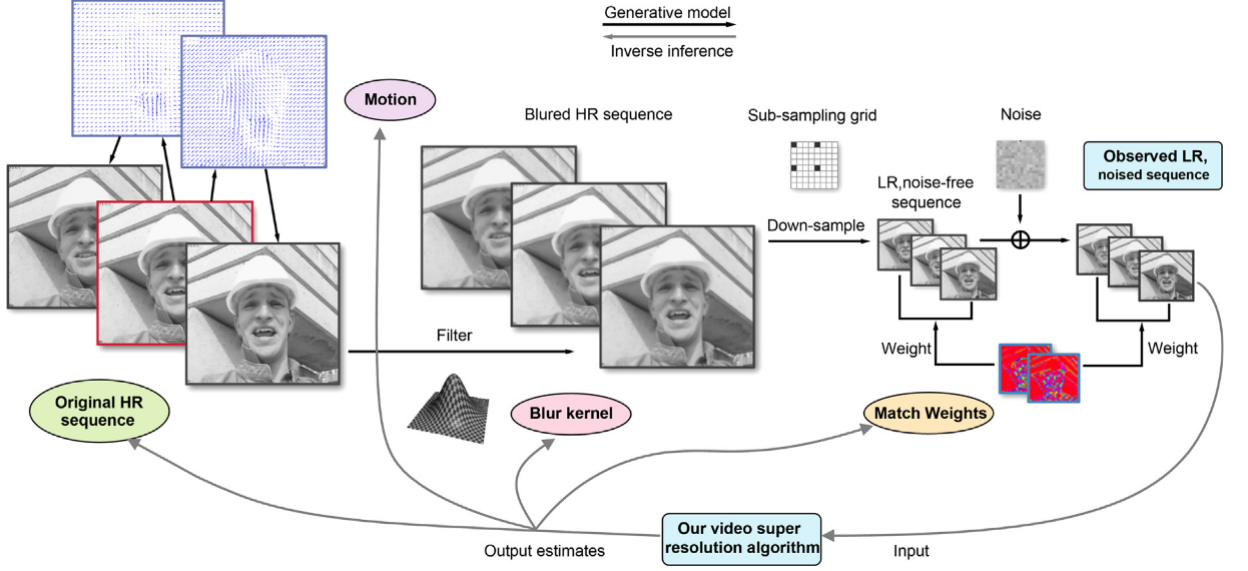 Generative model
Inverse inference
Motion
Blured HR sequence
Sub-sampling grid
Noise
Observed LR,
noised sequence
LR,noise-free
sequence
Down-sample
Filter
Weight
Weight
Original HR
sequence
Blur kernel
Match Weights
Our video super
resolution algorithm
Output estimates
Input